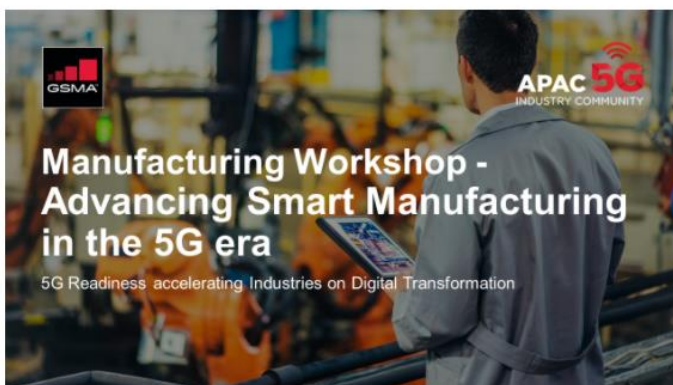 GSMA
APAC 5G
INDUSTRY COMMUNITY
Manufacturing Workshop -
Advancing Smart Manufacturing
in the 5G era
5G Readiness accelerating Industries on Digital Transformation